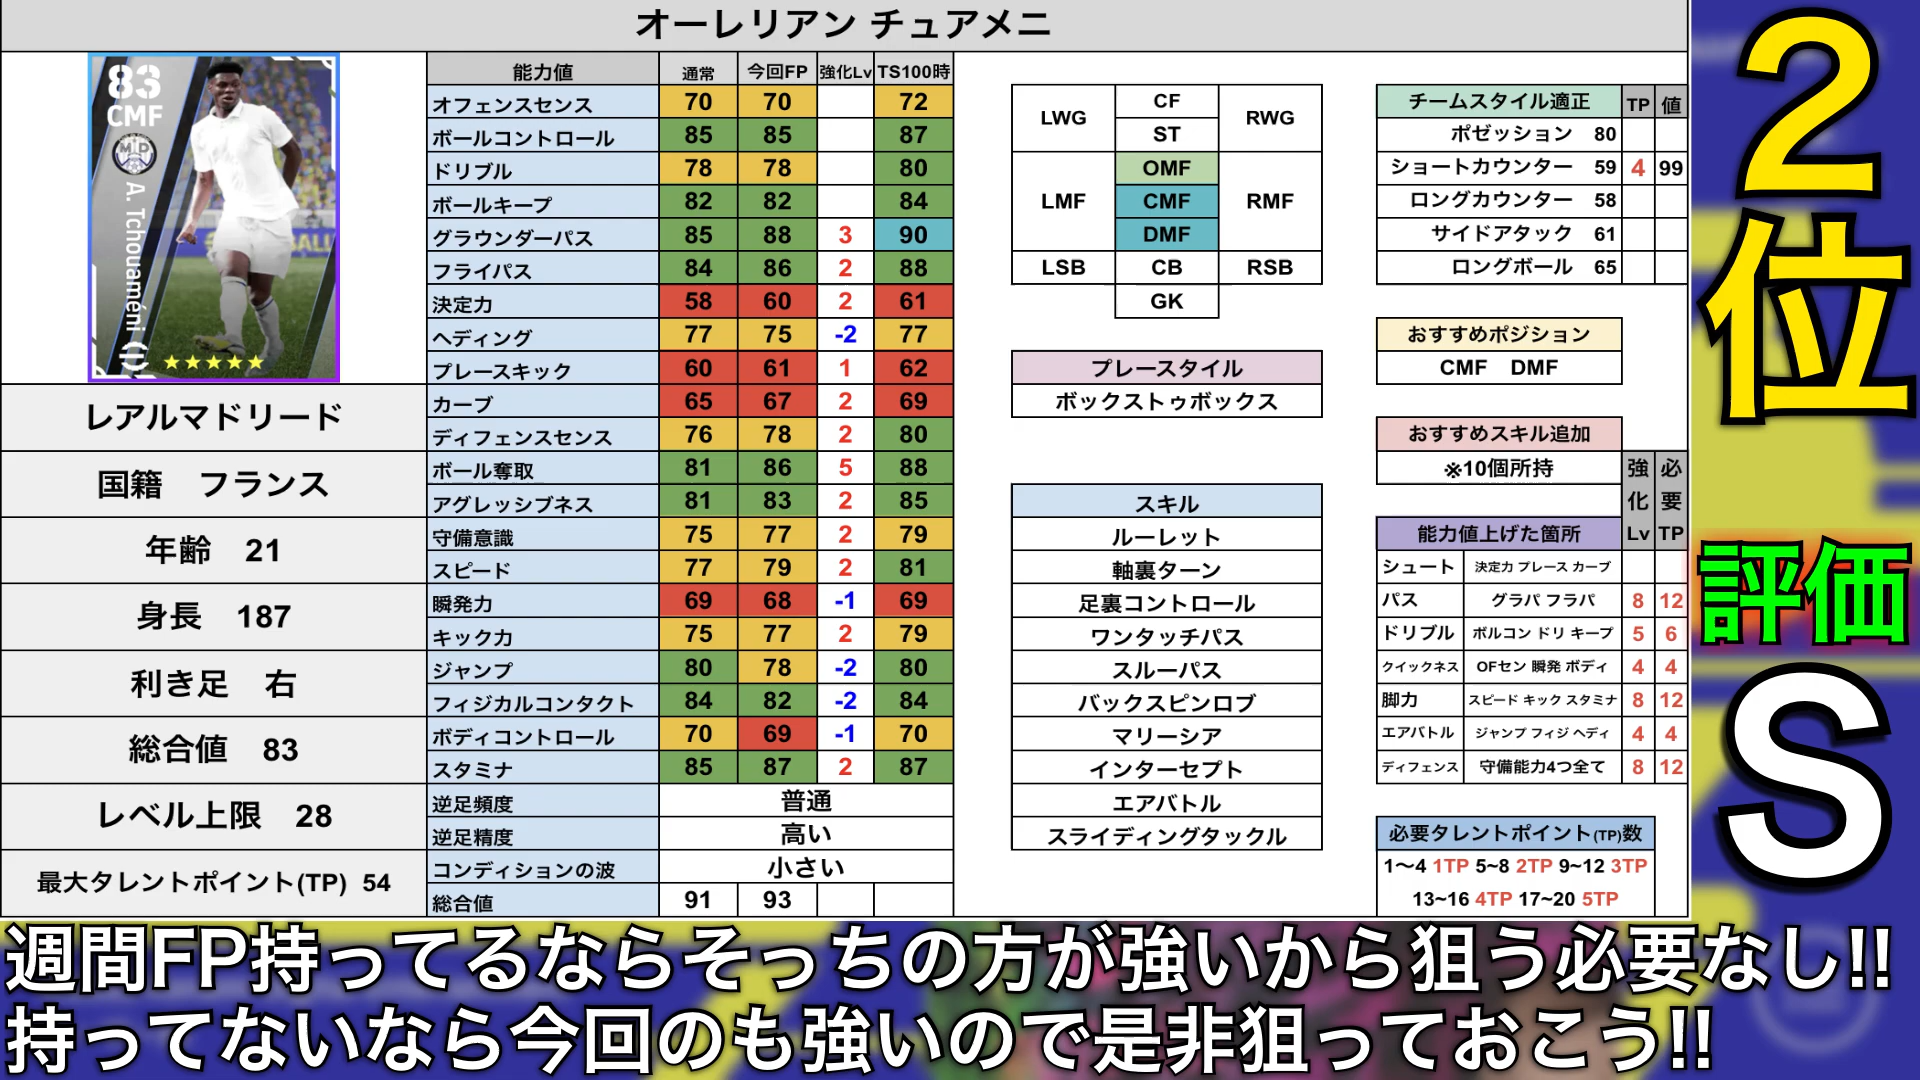 オーレリアン チュアメニ
83
CMF
A. Tchouaméni
レアルマドリード
国籍 フランス
年齢 21
身長 187
利き足 右
総合値 83
レベル上限 28
最大タレントポイント(TP) 54
能力値 通常 今回FP 強化Lv TS100時
オフェンスセンス 70 70 72
ボールコントロール 85 85 87
ドリブル 78 78 80
ボールキープ 82 82 84
グラウンダーパス 85 88 3 90
フライパス 84 86 2 88
決定力 58 60 2 61
ヘディング 77 75 -2 77
プレースキック 60 61 1 62
カーブ 65 67 2 69
ディフェンスセンス 76 78 2 80
ボール奪取 81 86 5 88
アグレッシブネス 81 83 2 85
守備意識 75 77 2 79
スピード 77 79 2 81
瞬発力 69 68 -1 69
キック力 75 77 2 79
ジャンプ 80 78 -2 80
フィジカルコンタクト 84 82 -2 84
ボディコントロール 70 69 -1 70
スタミナ 85 87 2 87
逆足頻度 普通
逆足精度 高い
コンディションの波 小さい
総合値 91 93
LWG CF RWG
ST
OMF
LMF CMF RMF
DMF
LSB CB RSB
GK
プレースタイル
ボックストゥボックス
スキル
ルーレット
軸裏ターン
足裏コントロール
ワンタッチパス
スルーパス
バックスピンロブ
マリーシア
インターセプト
エアバトル
スライディングタックル
チームスタイル適正 TP 値
ポゼッション 80
ショートカウンター 59 4 99
ロングカウンター 58
サイドアタック 61
ロングボール 65
おすすめポジション
CMF DMF
おすすめスキル追加
※10個所持
能力値上げた箇所 強化Lv 必要TP
シュート 決定力 プレース カーブ
パス グラパ フラパ 8 12
ドリブル ボルコン ドリ キープ 5 6
クイックネス OFセン 瞬発 ボディ 4 4
脚力 スピード キック スタミナ 8 12
エアバトル ジャンプ フィジ ヘディ 4 4
ディフェンス 守備能力4つ全て 8 12
必要タレントポイント(TP)数
1〜4 1TP 5~8 2TP 9~12 3TP
13~16 4TP 17~20 5TP
2位
評価
S
週間FP持ってるならそっちの方が強いから狙う必要なし!!
持ってないなら今回のも強いので是非狙っておこう!!